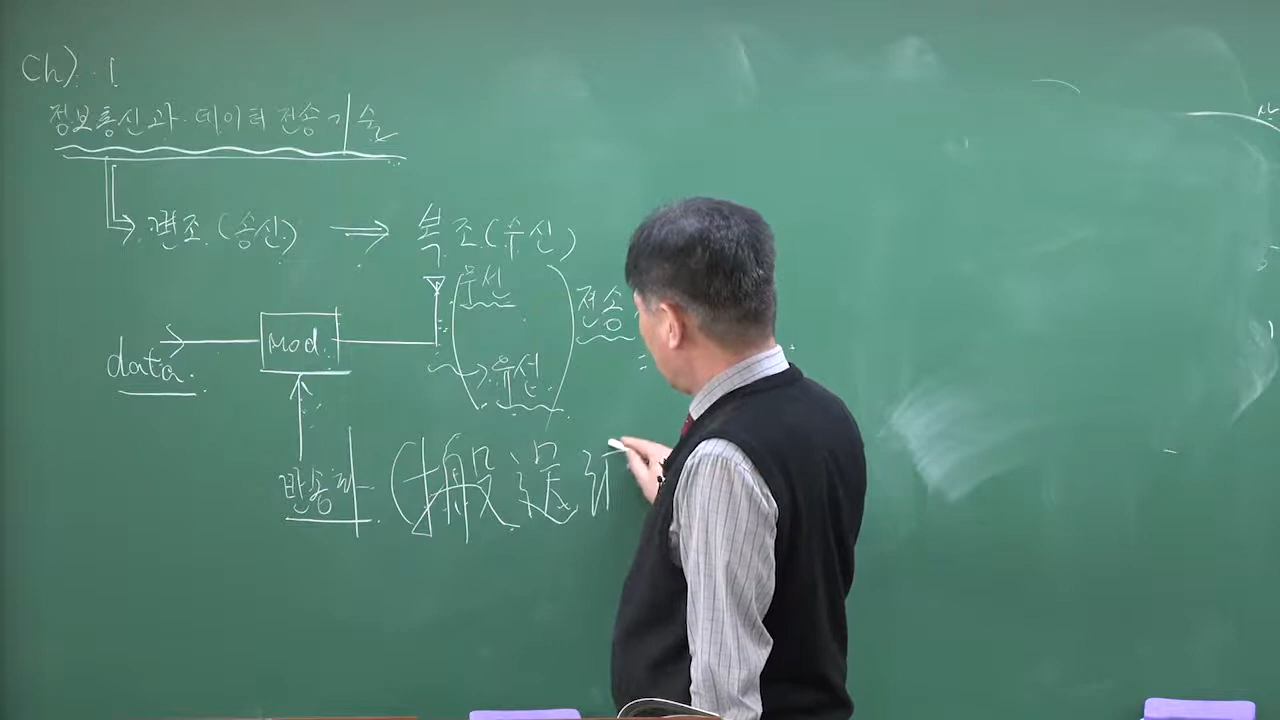 Ch). 1
정보통신과 데이터 전송기술
변조 (송신) → 복조 (수신)
무선
전송
data
Mod.
유선
반송파 (搬送